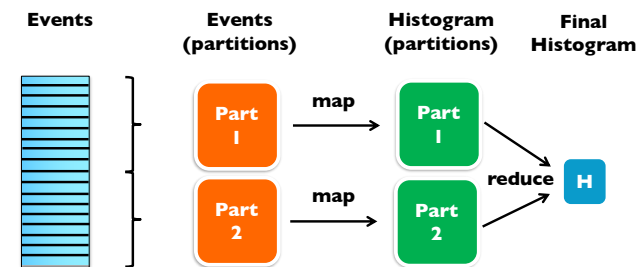 Events
Events
(partitions)
Histogram
(partitions)
Final
Histogram
Part
1
map
Part
1
reduce
H
Part
2
map
Part
2